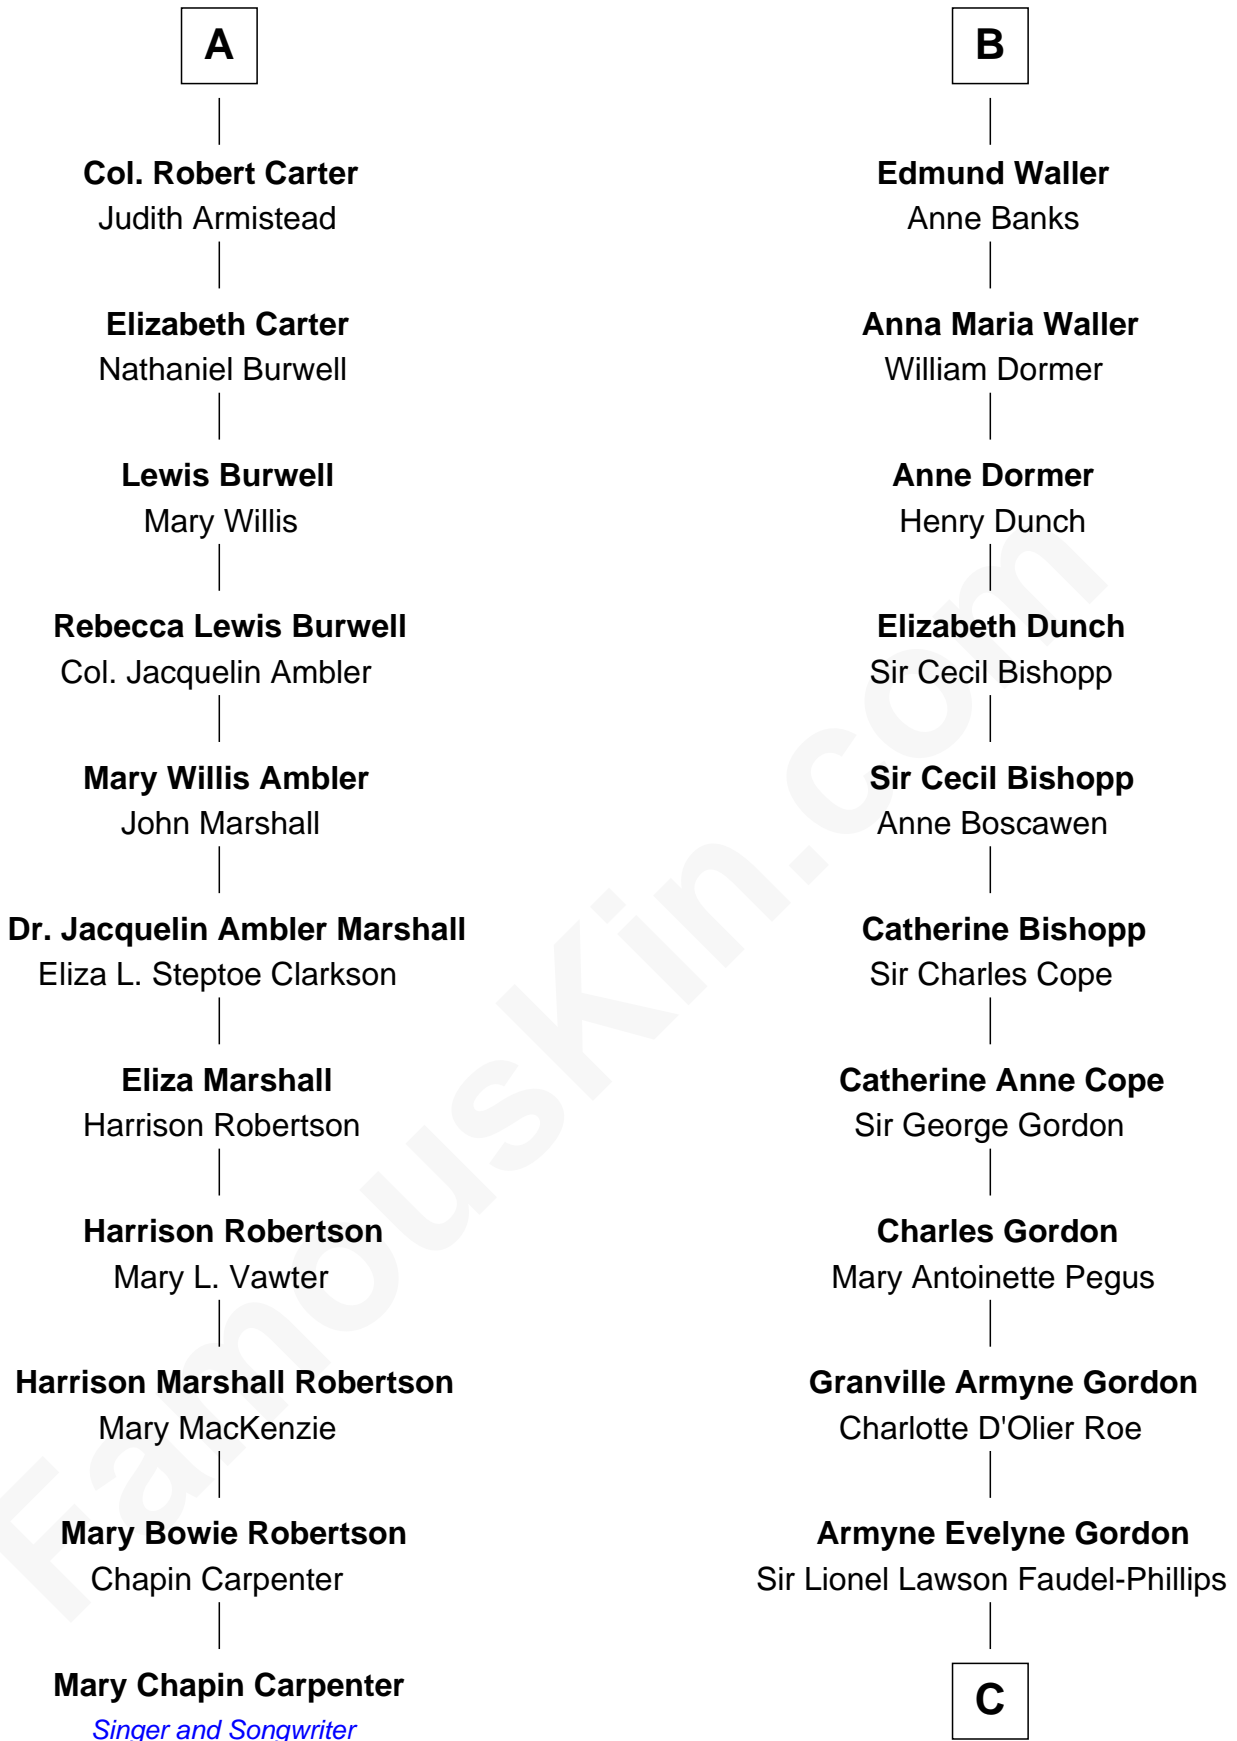 A
Col. Robert Carter
Judith Armistead
Elizabeth Carter
Nathaniel Burwell
Lewis Burwell
Mary Willis
Rebecca Lewis Burwell
Col. Jacquelin Ambler
Mary Willis Ambler
John Marshall
Dr. Jacquelin Ambler Marshall
Eliza L. Steptoe Clarkson
Eliza Marshall
Harrison Robertson
Harrison Robertson
Mary L. Vawter
Harrison Marshall Robertson
Mary MacKenzie
Mary Bowie Robertson
Chapin Carpenter
Mary Chapin Carpenter
Singer and Songwriter
B
Edmund Waller
Anne Banks
Anna Maria Waller
William Dormer
Anne Dormer
Henry Dunch
Elizabeth Dunch
Sir Cecil Bishopp
Sir Cecil Bishopp
Anne Boscawen
Catherine Bishopp
Sir Charles Cope
Catherine Anne Cope
Sir George Gordon
Charles Gordon
Mary Antoinette Pegus
Granville Armyne Gordon
Charlotte D'Olier Roe
Armyne Evelyne Gordon
Sir Lionel Lawson Faudel-Phillips
C
FamousKin.com